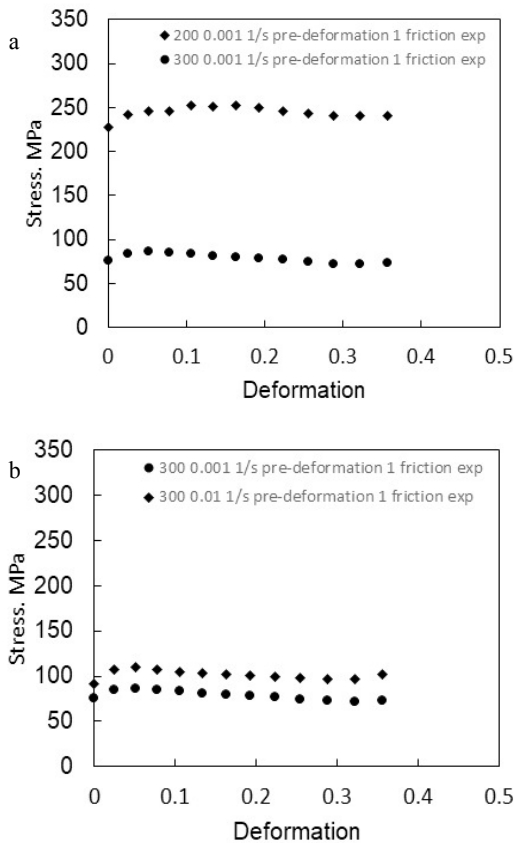 a
350
300
250
200
150
100
50
0
200 0.001 1/s pre-deformation 1 friction exp
300 0.001 1/s pre-deformation 1 friction exp
Stress. MPa
0 0.1 0.2 0.3 0.4 0.5
Deformation
b
350
300
250
200
150
100
50
0
300 0.001 1/s pre-deformation 1 friction exp
300 0.01 1/s pre-deformation 1 friction exp
Stress. MPa
0 0.1 0.2 0.3 0.4 0.5
Deformation